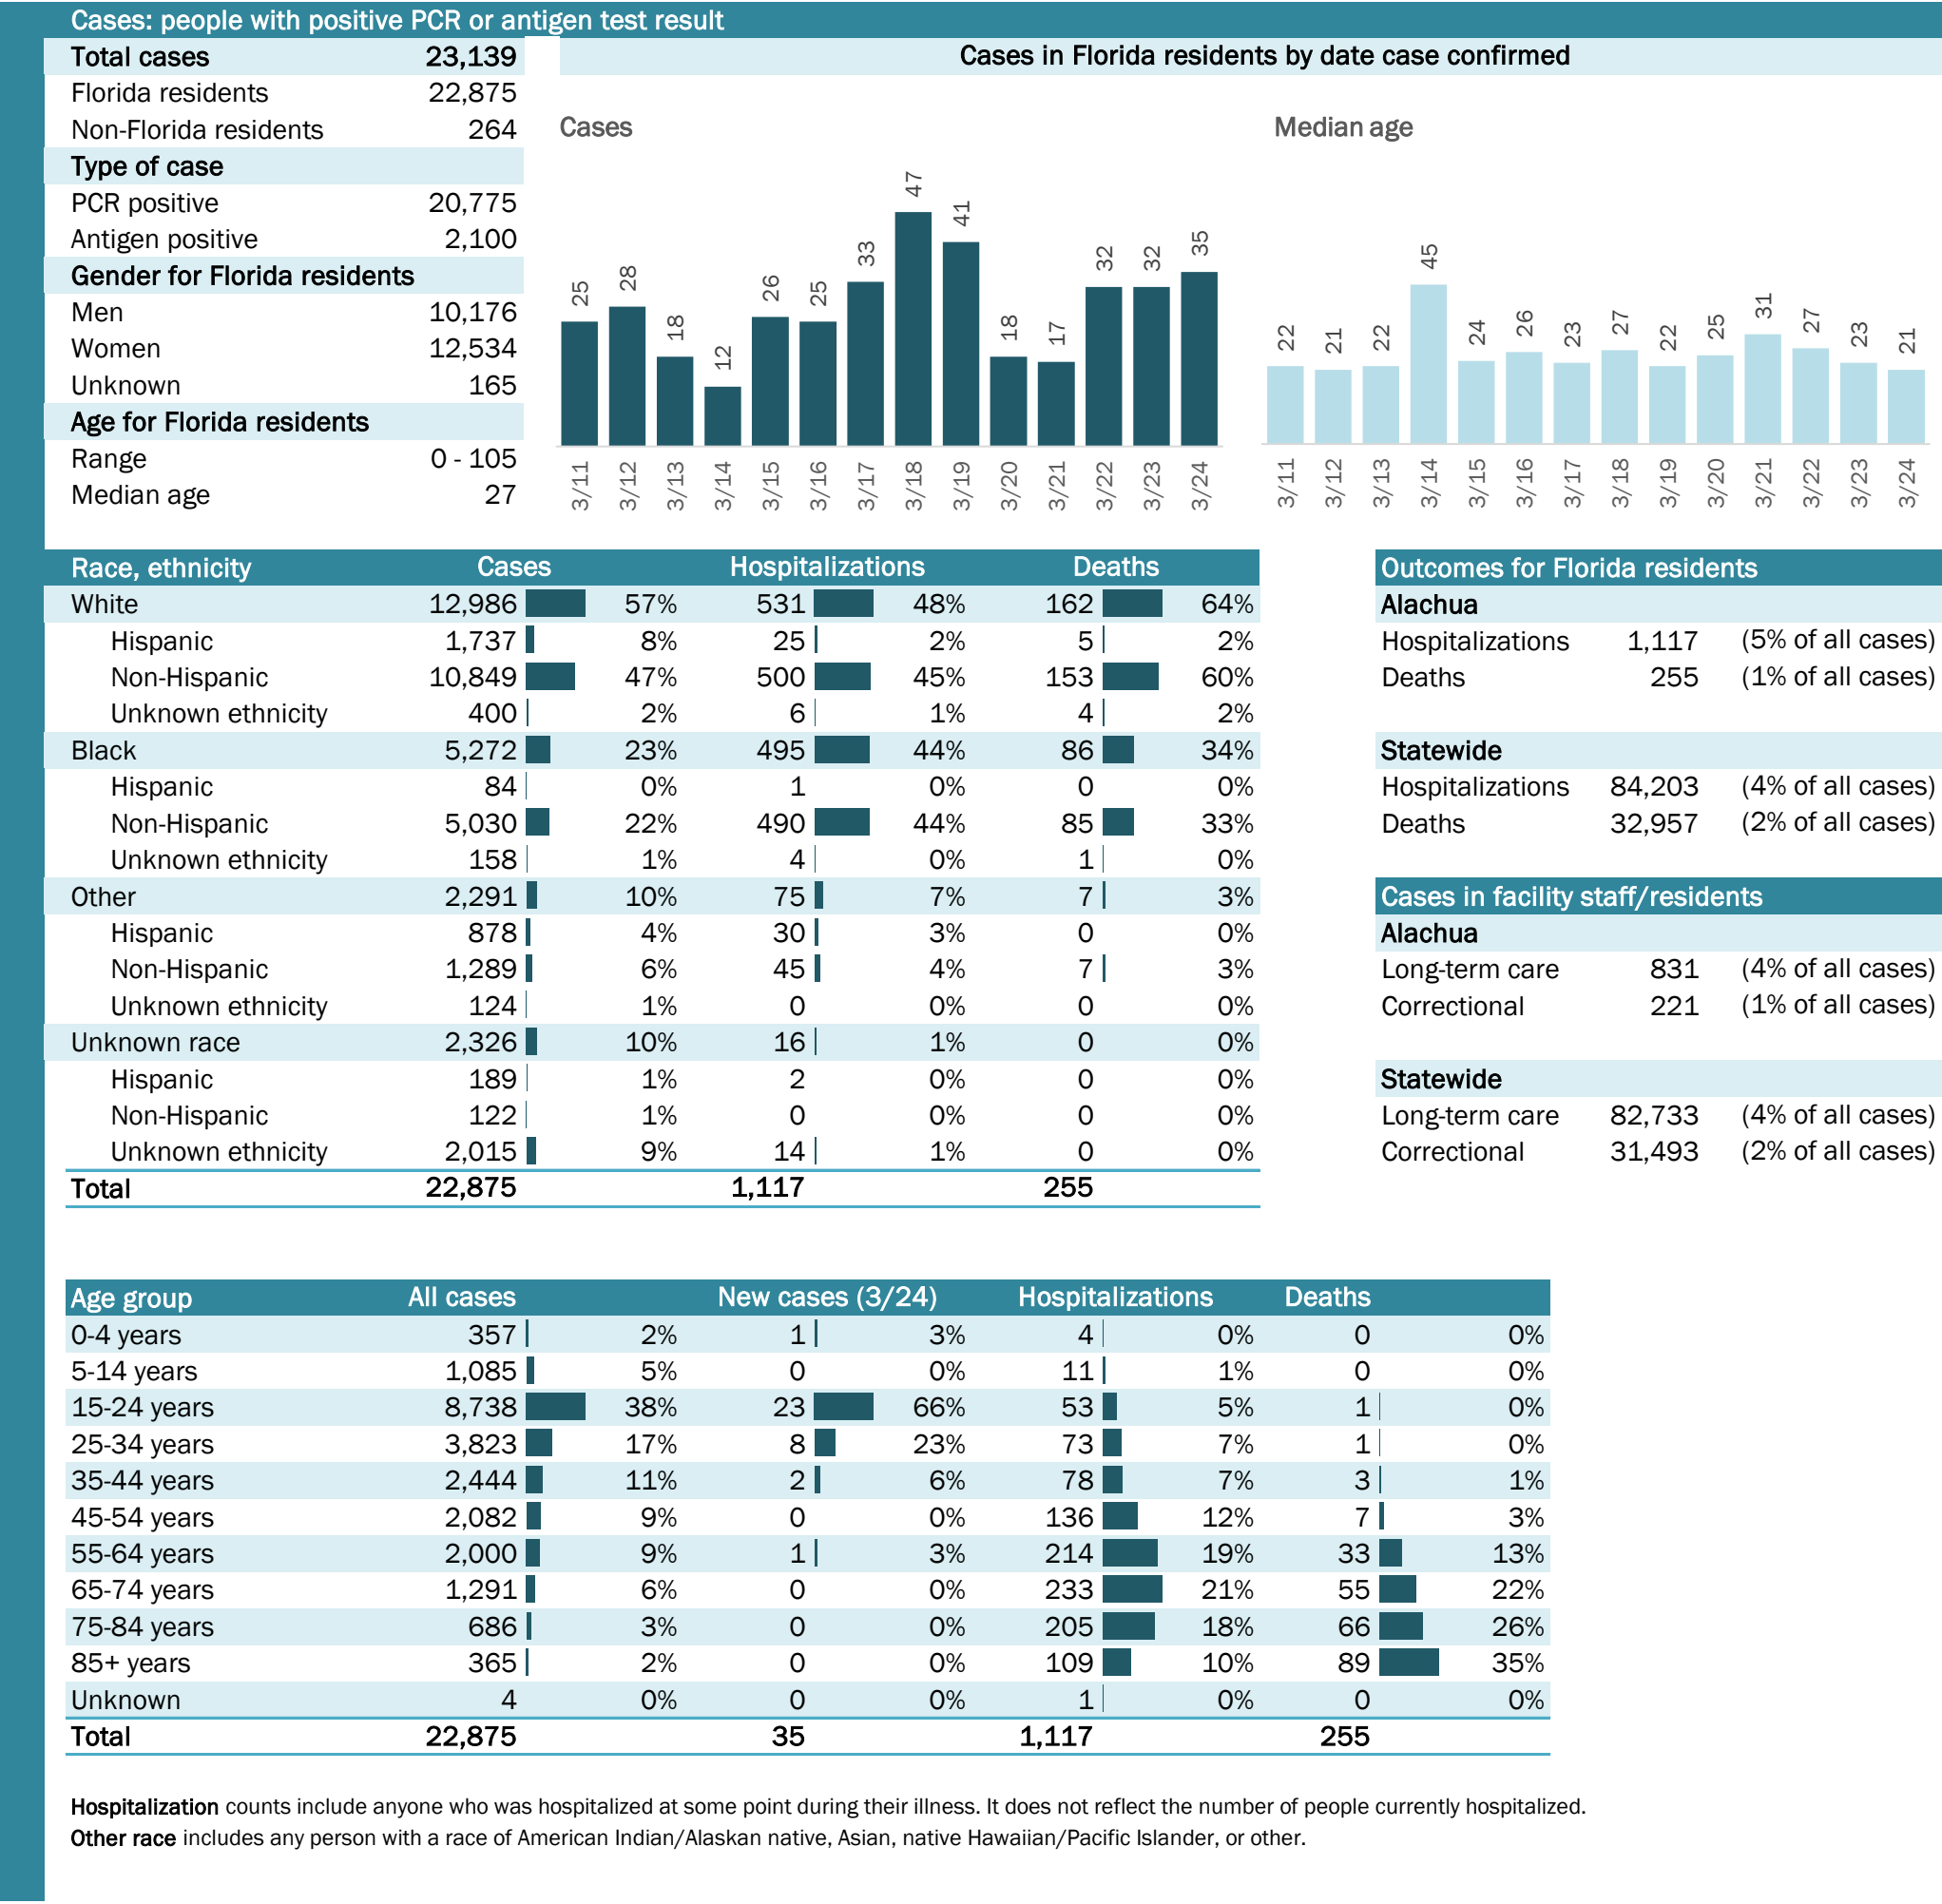 Cases: people with positive PCR or antigen test result
Total cases 23,139
Florida residents 22,875
Non-Florida residents 264
Type of case
PCR positive 20,775
Antigen positive 2,100
Gender for Florida residents
Men 10,176
Women 12,534
Unknown 165
Age for Florida residents
Range 0 - 105
Median age 27
Cases in Florida residents by date case confirmed
Cases
25 28 18 12 26 25 33 47 41 18 17 32 32 35
3/11 3/12 3/13 3/14 3/15 3/16 3/17 3/18 3/19 3/20 3/21 3/22 3/23 3/24
Median age
22 21 22 45 24 26 23 27 22 25 31 27 23 21
3/11 3/12 3/13 3/14 3/15 3/16 3/17 3/18 3/19 3/20 3/21 3/22 3/23 3/24
Race, ethnicity Cases Hospitalizations Deaths
White 12,986 57% 531 48% 162 64%
Hispanic 1,737 8% 25 2% 5 2%
Non-Hispanic 10,849 47% 500 45% 153 60%
Unknown ethnicity 400 2% 6 1% 4 2%
Black 5,272 23% 495 44% 86 34%
Hispanic 84 0% 1 0% 0 0%
Non-Hispanic 5,030 22% 490 44% 85 33%
Unknown ethnicity 158 1% 4 0% 1 0%
Other 2,291 10% 75 7% 7 3%
Hispanic 878 4% 30 3% 0 0%
Non-Hispanic 1,289 6% 45 4% 7 3%
Unknown ethnicity 124 1% 0 0% 0 0%
Unknown race 2,326 10% 16 1% 0 0%
Hispanic 189 1% 2 0% 0 0%
Non-Hispanic 122 1% 0 0% 0 0%
Unknown ethnicity 2,015 9% 14 1% 0 0%
Total 22,875 1,117 255
Outcomes for Florida residents
Alachua
Hospitalizations 1,117 (5% of all cases)
Deaths 255 (1% of all cases)
Statewide
Hospitalizations 84,203 (4% of all cases)
Deaths 32,957 (2% of all cases)
Cases in facility staff/residents
Alachua
Long-term care 831 (4% of all cases)
Correctional 221 (1% of all cases)
Statewide
Long-term care 82,733 (4% of all cases)
Correctional 31,493 (2% of all cases)
Age group All cases New cases (3/24) Hospitalizations Deaths
0-4 years 357 2% 1 3% 4 0% 0 0%
5-14 years 1,085 5% 0 0% 11 1% 0 0%
15-24 years 8,738 38% 23 66% 53 5% 1 0%
25-34 years 3,823 17% 8 23% 73 7% 1 0%
35-44 years 2,444 11% 2 6% 78 7% 3 1%
45-54 years 2,082 9% 0 0% 136 12% 7 3%
55-64 years 2,000 9% 1 3% 214 19% 33 13%
65-74 years 1,291 6% 0 0% 233 21% 55 22%
75-84 years 686 3% 0 0% 205 18% 66 26%
85+ years 365 2% 0 0% 109 10% 89 35%
Unknown 4 0% 0 0% 1 0% 0 0%
Total 22,875 35 1,117 255
Hospitalization counts include anyone who was hospitalized at some point during their illness. It does not reflect the number of people currently hospitalized.
Other race includes any person with a race of American Indian/Alaskan native, Asian, native Hawaiian/Pacific Islander, or other.